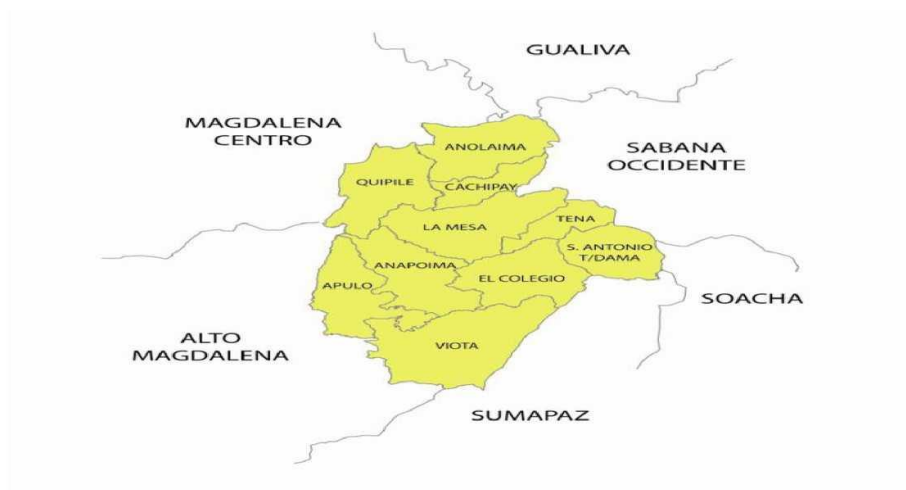 GUALIVA
MAGDALENA
CENTRO
ANOLAIMA
SABANA
OCCIDENTE
QUIPILE
CACHIPAY
TENA
LA MESA
S. ANTONIO
T/DAMA
ANAPOIMA
EL COLEGIO
APULO
SOACHA
ALTO
MAGDALENA
VIOTA
SUMAPAZ